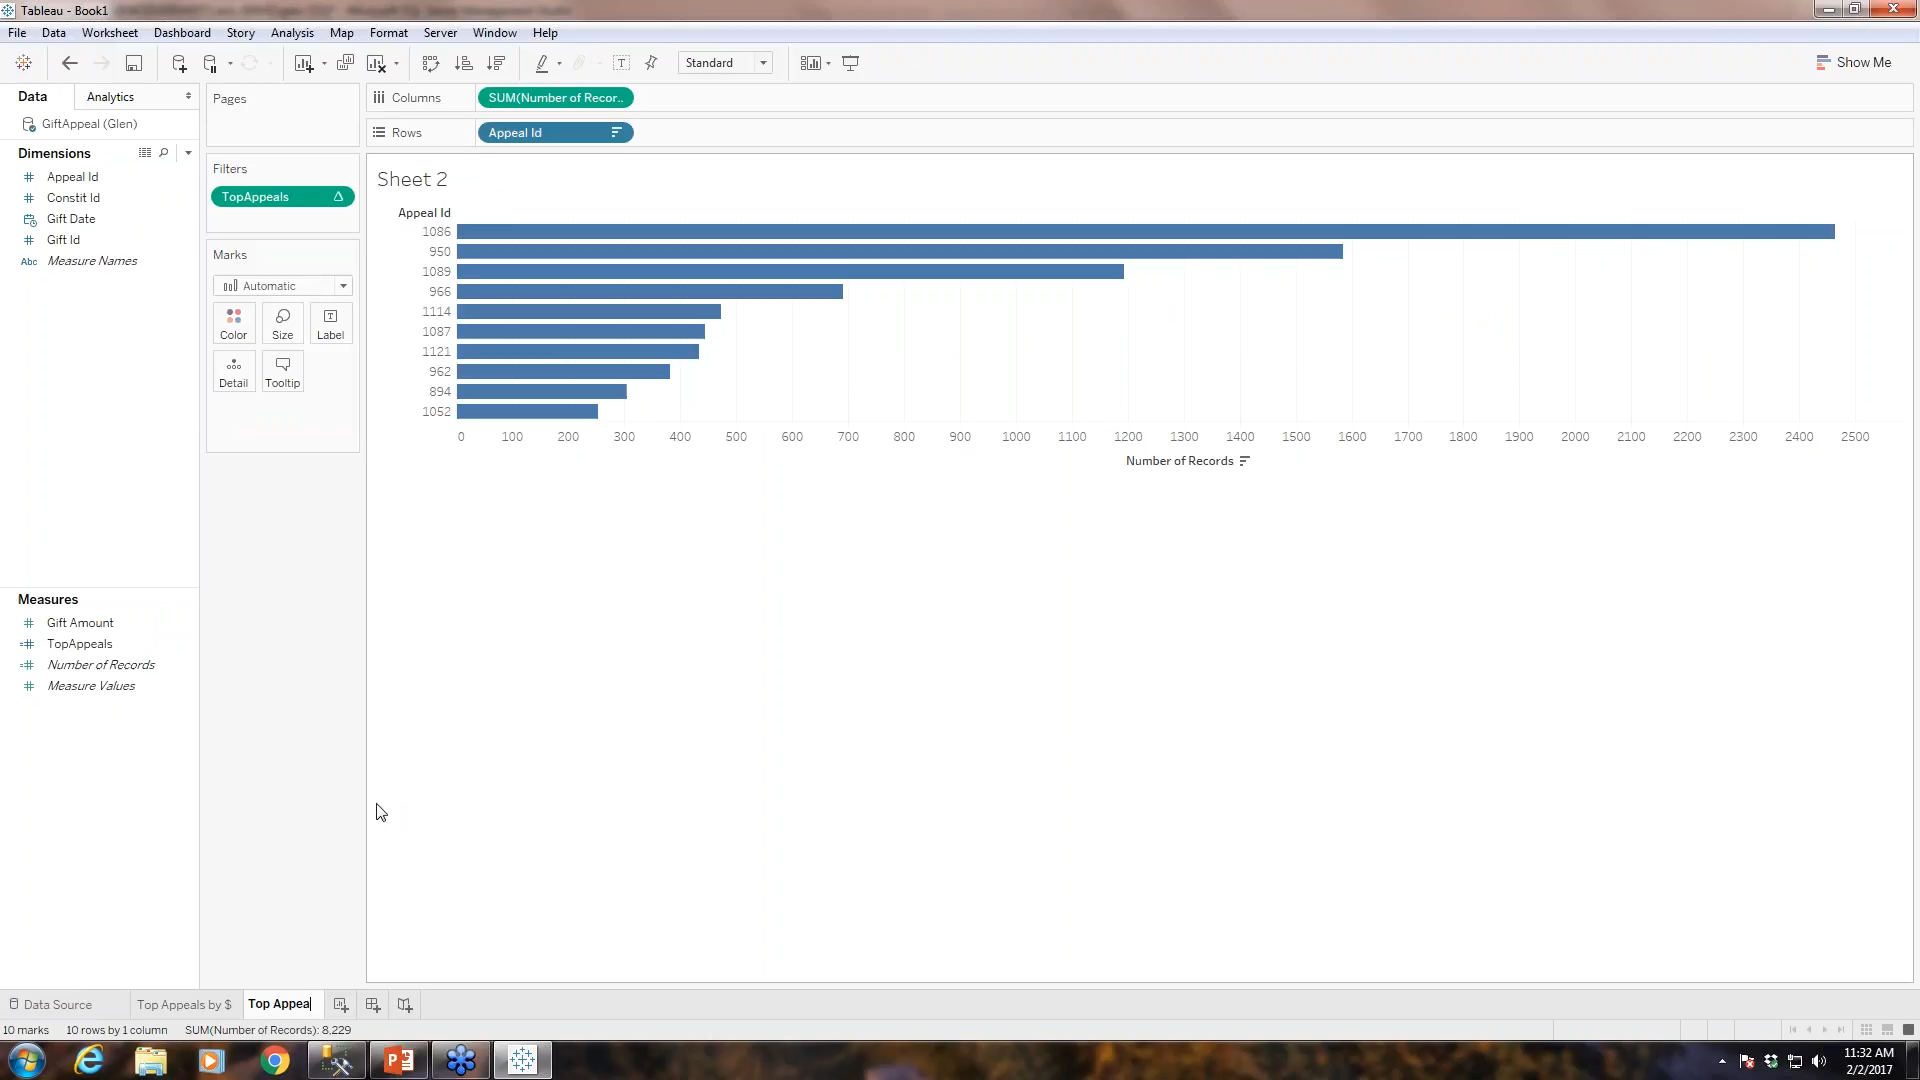 Tableau - Book1
File Data Worksheet Dashboard Story Analysis Map Format Server Window Help
Standard
Show Me
Data
Analytics
GiftAppeal (Glen)
Dimensions
Appeal Id
Constit Id
Gift Date
Gift Id
Abc Measure Names
Measures
Gift Amount
TopAppeals
Number of Records
Measure Values
Pages
Filters
TopAppeals
Marks
Automatic
Color Size Label
Detail Tooltip
Columns SUM(Number of Recor..
Rows Appeal Id
Sheet 2
Appeal Id
1086
950
1089
966
1114
1087
1121
962
894
1052
0 100 200 300 400 500 600 700 800 900 1000 1100 1200 1300 1400 1500 1600 1700 1800 1900 2000 2100 2200 2300 2400 2500
Number of Records
Data Source Top Appeals by $ Top Appea
10 marks 10 rows by 1 column SUM(Number of Records): 8,229
11:32 AM
2/2/2017